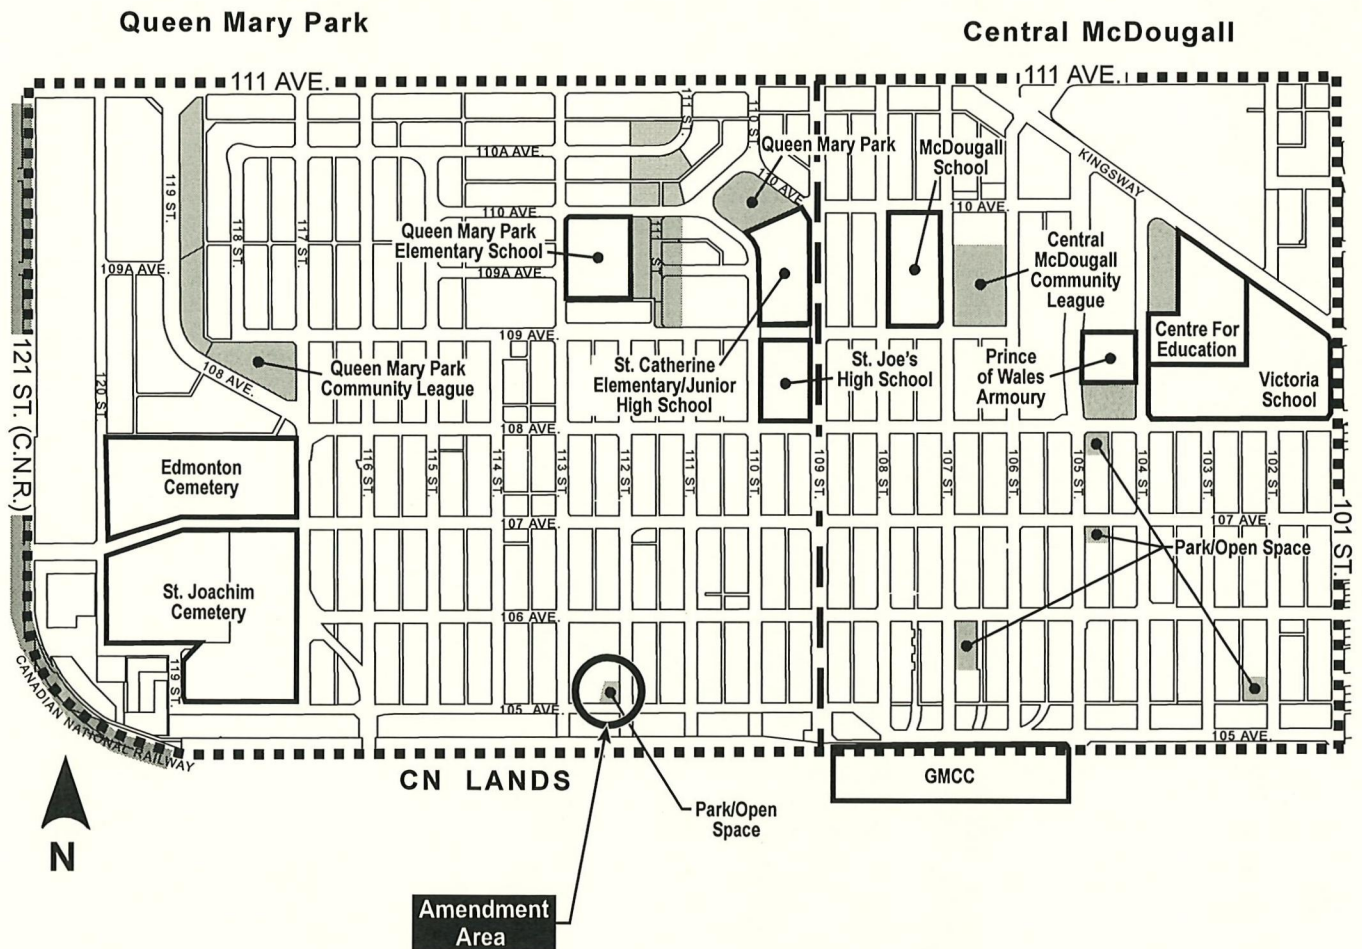 Queen Mary Park
Central McDougall
111 AVE.
111 AVE.
111 ST.
110 ST.
110A AVE.
Queen Mary Park
McDougall
School
KINGSWAY
119 ST.
118 ST.
117 ST.
110 AVE.
110 AVE.
110 AVE.
Queen Mary Park
Elementary School
Central
McDougall
Community
League
109A AVE.
109A AVE.
109 AVE.
121 ST. (C.N.R.)
120 ST.
108 AVE.
Queen Mary Park
Community League
St. Catherine
Elementary/Junior
High School
St. Joe's
High School
Prince
of Wales
Armoury
Centre For
Education
Victoria
School
108 AVE.
Edmonton
Cemetery
116 ST.
115 ST.
114 ST.
113 ST.
112 ST.
111 ST.
110 ST.
109 ST.
108 ST.
107 ST.
106 ST.
105 ST.
104 ST.
103 ST.
102 ST.
101 ST.
107 AVE.
107 AVE.
Park/Open Space
St. Joachim
Cemetery
106 AVE.
119 ST.
105 AVE.
105 AVE.
CANADIAN NATIONAL RAILWAY
CN LANDS
GMCC
Park/Open
Space
N
Amendment
Area